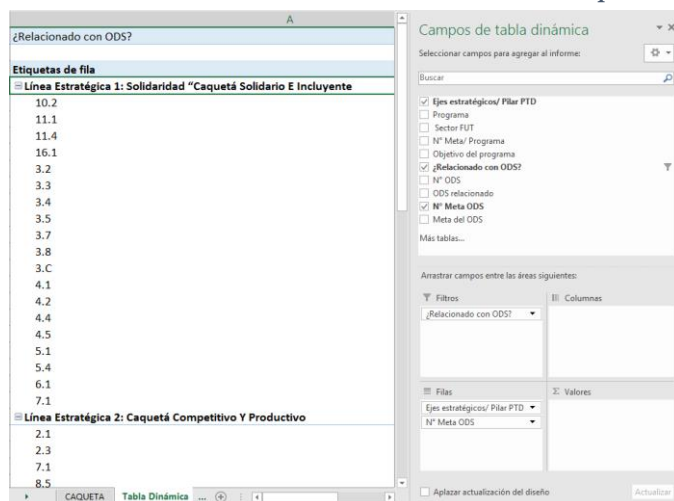 A
¿Relacionado con ODS?
Etiquetas de fila
Línea Estratégica 1: Solidaridad “Caquetá Solidario E Incluyente
10.2
11.1
11.4
16.1
3.2
3.3
3.4
3.5
3.7
3.8
3.C
4.1
4.2
4.4
4.5
5.1
5.4
6.1
7.1
Línea Estratégica 2: Caquetá Competitivo Y Productivo
2.1
2.3
7.1
8.5
CAQUETA Tabla Dinámica ...
Campos de tabla dinámica
Seleccionar campos para agregar al informe:
Buscar
Ejes estratégicos/ Pilar PTD
Programa
Sector FUT
N° Meta/ Programa
Objetivo del programa
¿Relacionado con ODS?
N° ODS
ODS relacionado
N° Meta ODS
Meta del ODS
Más tablas...
Arrastrar campos entre las áreas siguientes:
Filtros
¿Relacionado con ODS?
Columnas
Filas
Ejes estratégicos/ Pilar PTD
N° Meta ODS
Σ Valores
Aplazar actualización del diseño
Actualizar